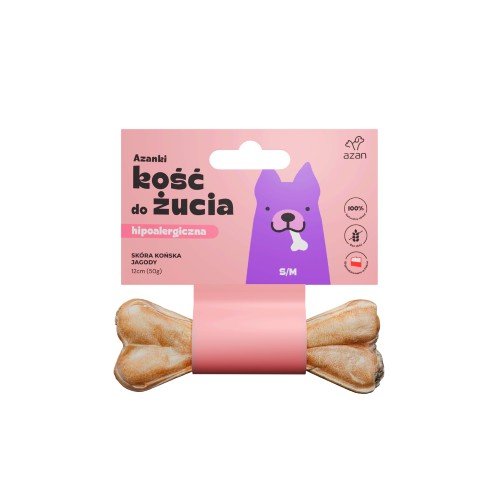 Azanki
kość
do żucia
hipoalergiczna
SKÓRA KOŃSKA
JAGODY
12cm (50g)
S/M
azan
100%